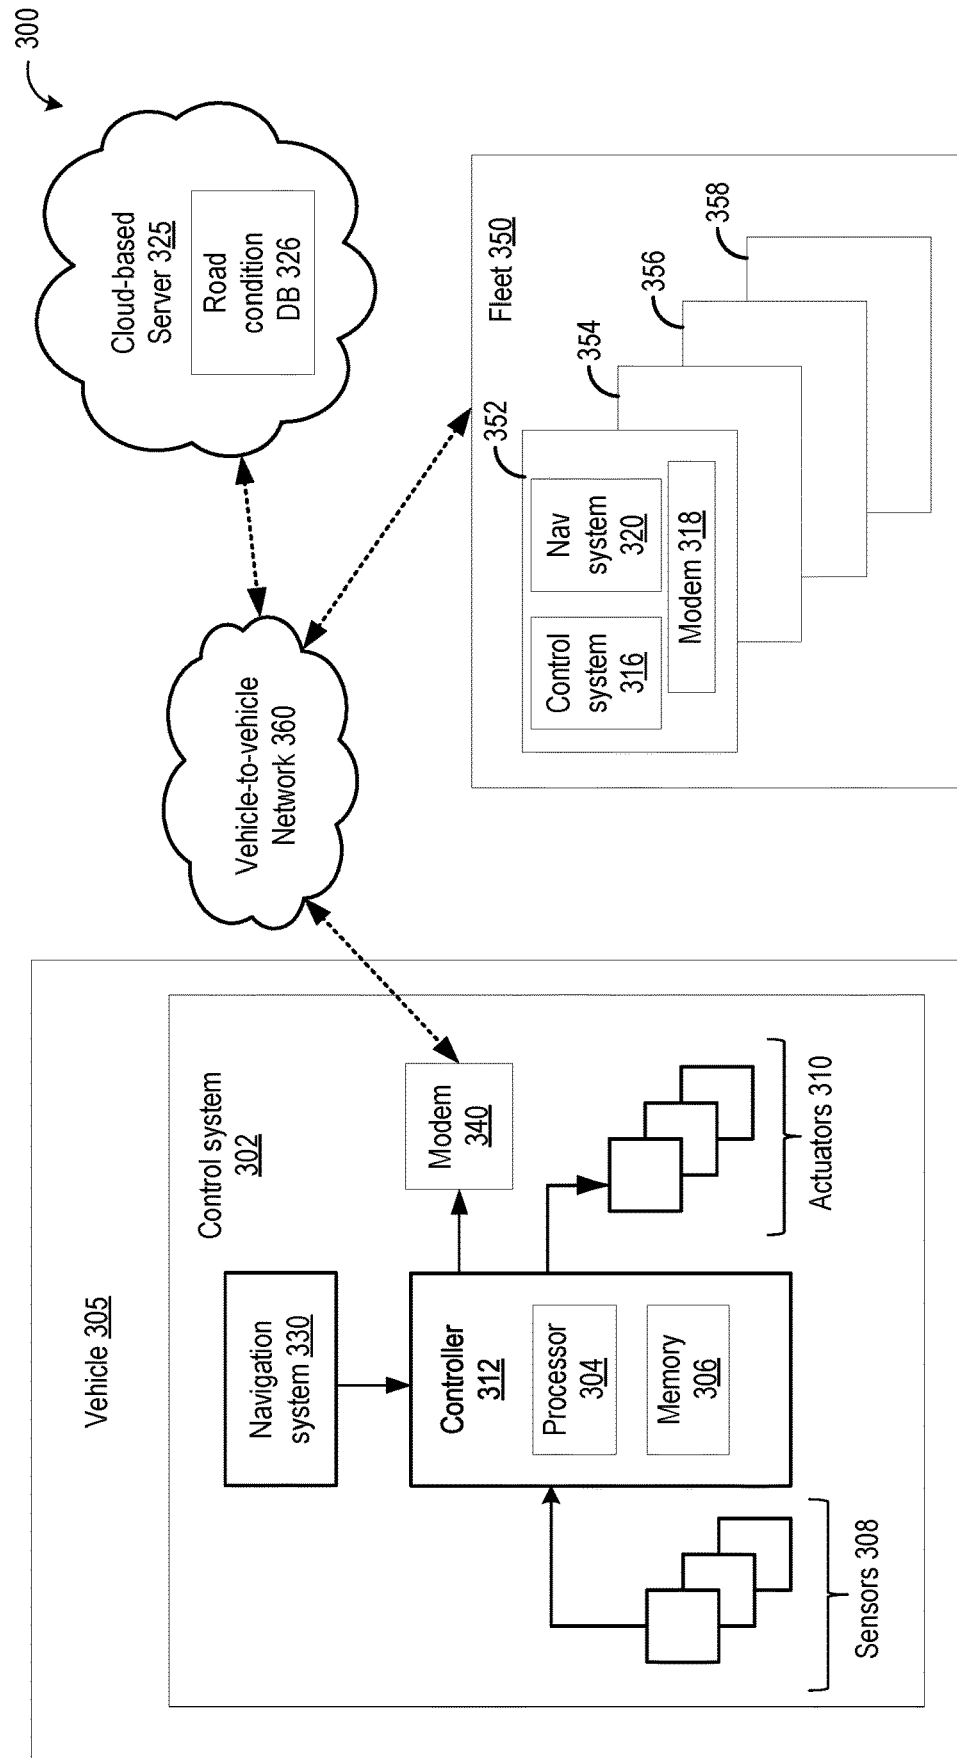 300
Vehicle 305
Control system
302
Navigation
system 330
Controller
312
Processor
304
Memory
306
Modem
340
Sensors 308
Actuators 310
Vehicle-to-vehicle
Network 360
Cloud-based
Server 325
Road
condition
DB 326
Fleet 350
352
354
356
358
Control
system
316
Nav
system
320
Modem 318